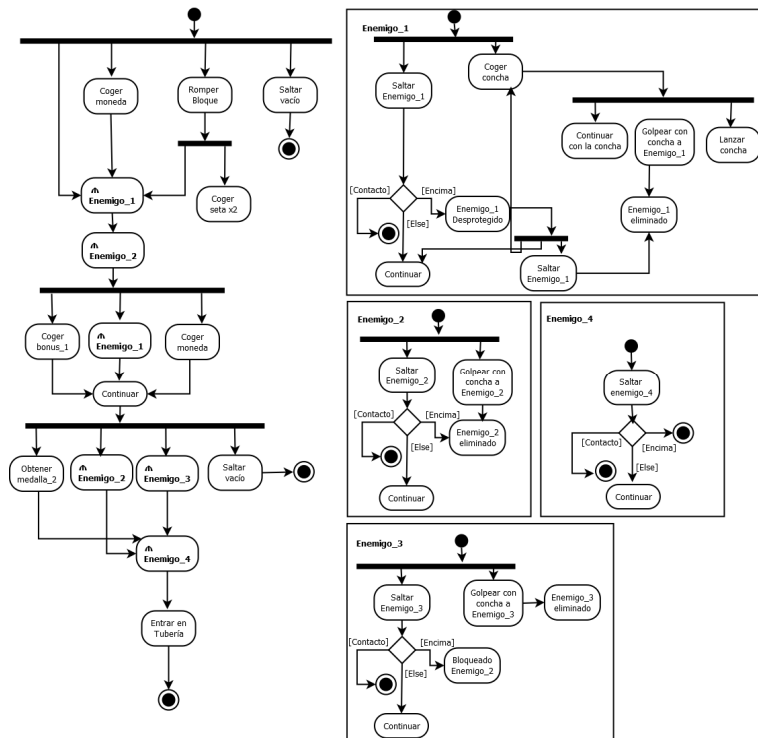 Coger
moneda
Romper
Bloque
Saltar
vacío
Enemigo_1
Coger
seta x2
Enemigo_2
Coger
bonus_1
Enemigo_1
Coger
moneda
Continuar
Obtener
medalla_2
Enemigo_2
Enemigo_3
Saltar
vacío
Enemigo_4
Entrar en
Tubería
Enemigo_1
Saltar
Enemigo_1
Coger
concha
Continuar
con la concha
Golpear con
concha a
Enemigo_1
Lanzar
concha
[Contacto]
[Encima]
[Else]
Enemigo_1
Desprotegido
Enemigo_1
eliminado
Continuar
Saltar
Enemigo_1
Enemigo_2
Saltar
Enemigo_2
Golpear con
concha a
Enemigo_2
[Contacto]
[Encima]
[Else]
Enemigo_2
eliminado
Continuar
Enemigo_4
Saltar
enemigo_4
[Contacto]
[Encima]
[Else]
Continuar
Enemigo_3
Saltar
Enemigo_3
Golpear con
concha a
Enemigo_3
Enemigo_3
eliminado
[Contacto]
[Encima]
[Else]
Bloqueado
Enemigo_2
Continuar